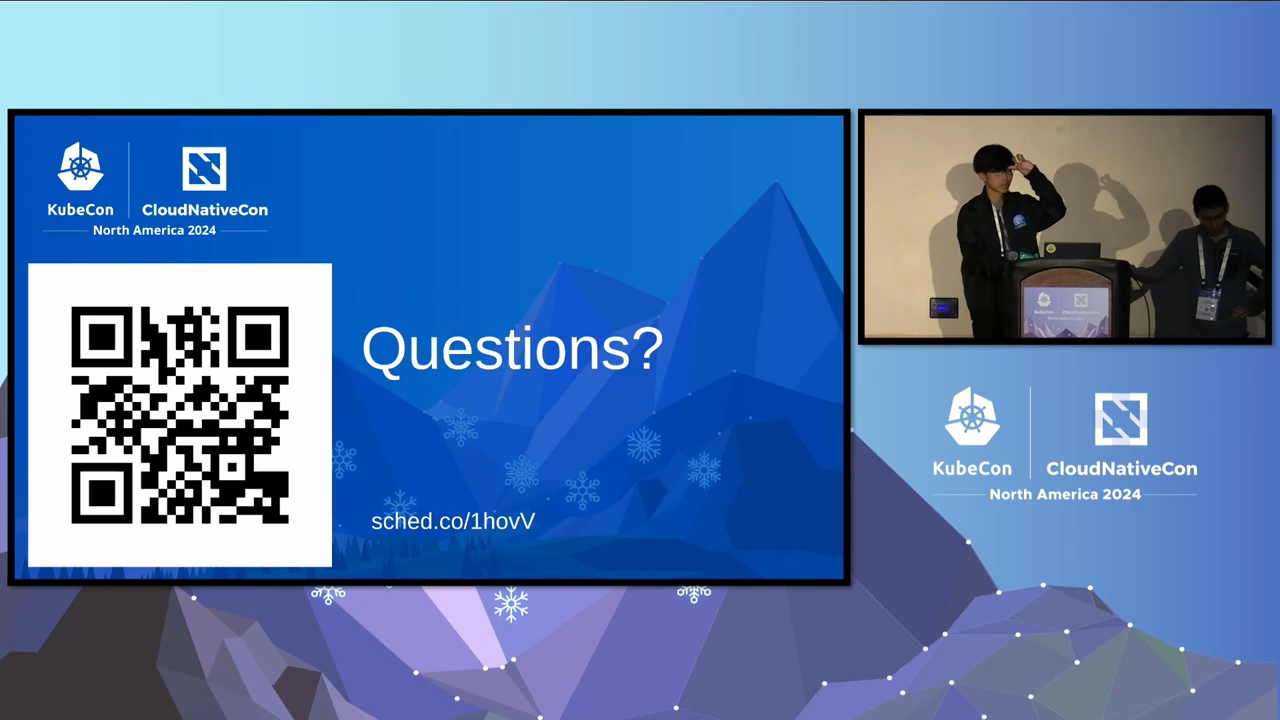 KubeCon
CloudNativeCon
North America 2024
Questions?
sched.co/1hovV
KubeCon
CloudNativeCon
North America 2024